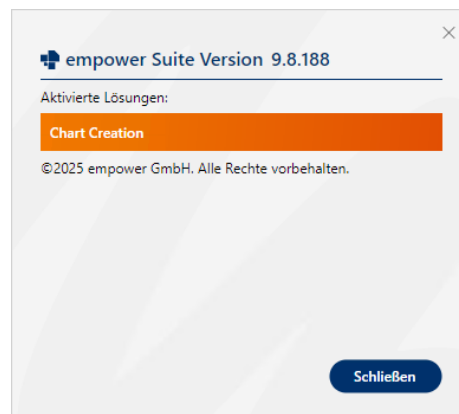 empower Suite Version 9.8.188
Aktivierte Lösungen:
Chart Creation
©2025 empower GmbH. Alle Rechte vorbehalten.
Schließen